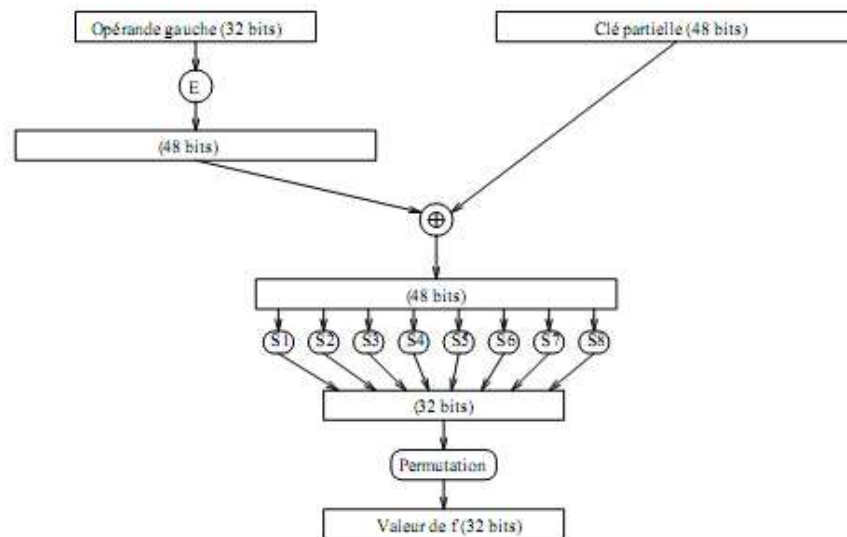 Opérande gauche (32 bits)
Clé partielle (48 bits)
E
(48 bits)
⊕
(48 bits)
S1 S2 S3 S4 S5 S6 S7 S8
(32 bits)
Permutation
Valeur de f (32 bits)